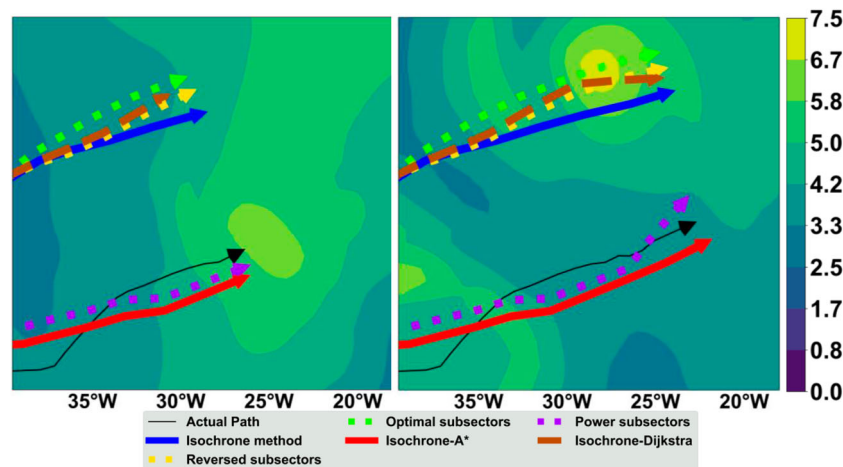 7.5
6.7
5.8
5.0
4.2
3.3
2.5
1.7
0.8
0.0
35°W 30°W 25°W 20°W 35°W 30°W 25°W 20°W
Actual Path Optimal subsectors Power subsectors
Isochrone method Isochrone-A* Isochrone-Dijkstra
Reversed subsectors